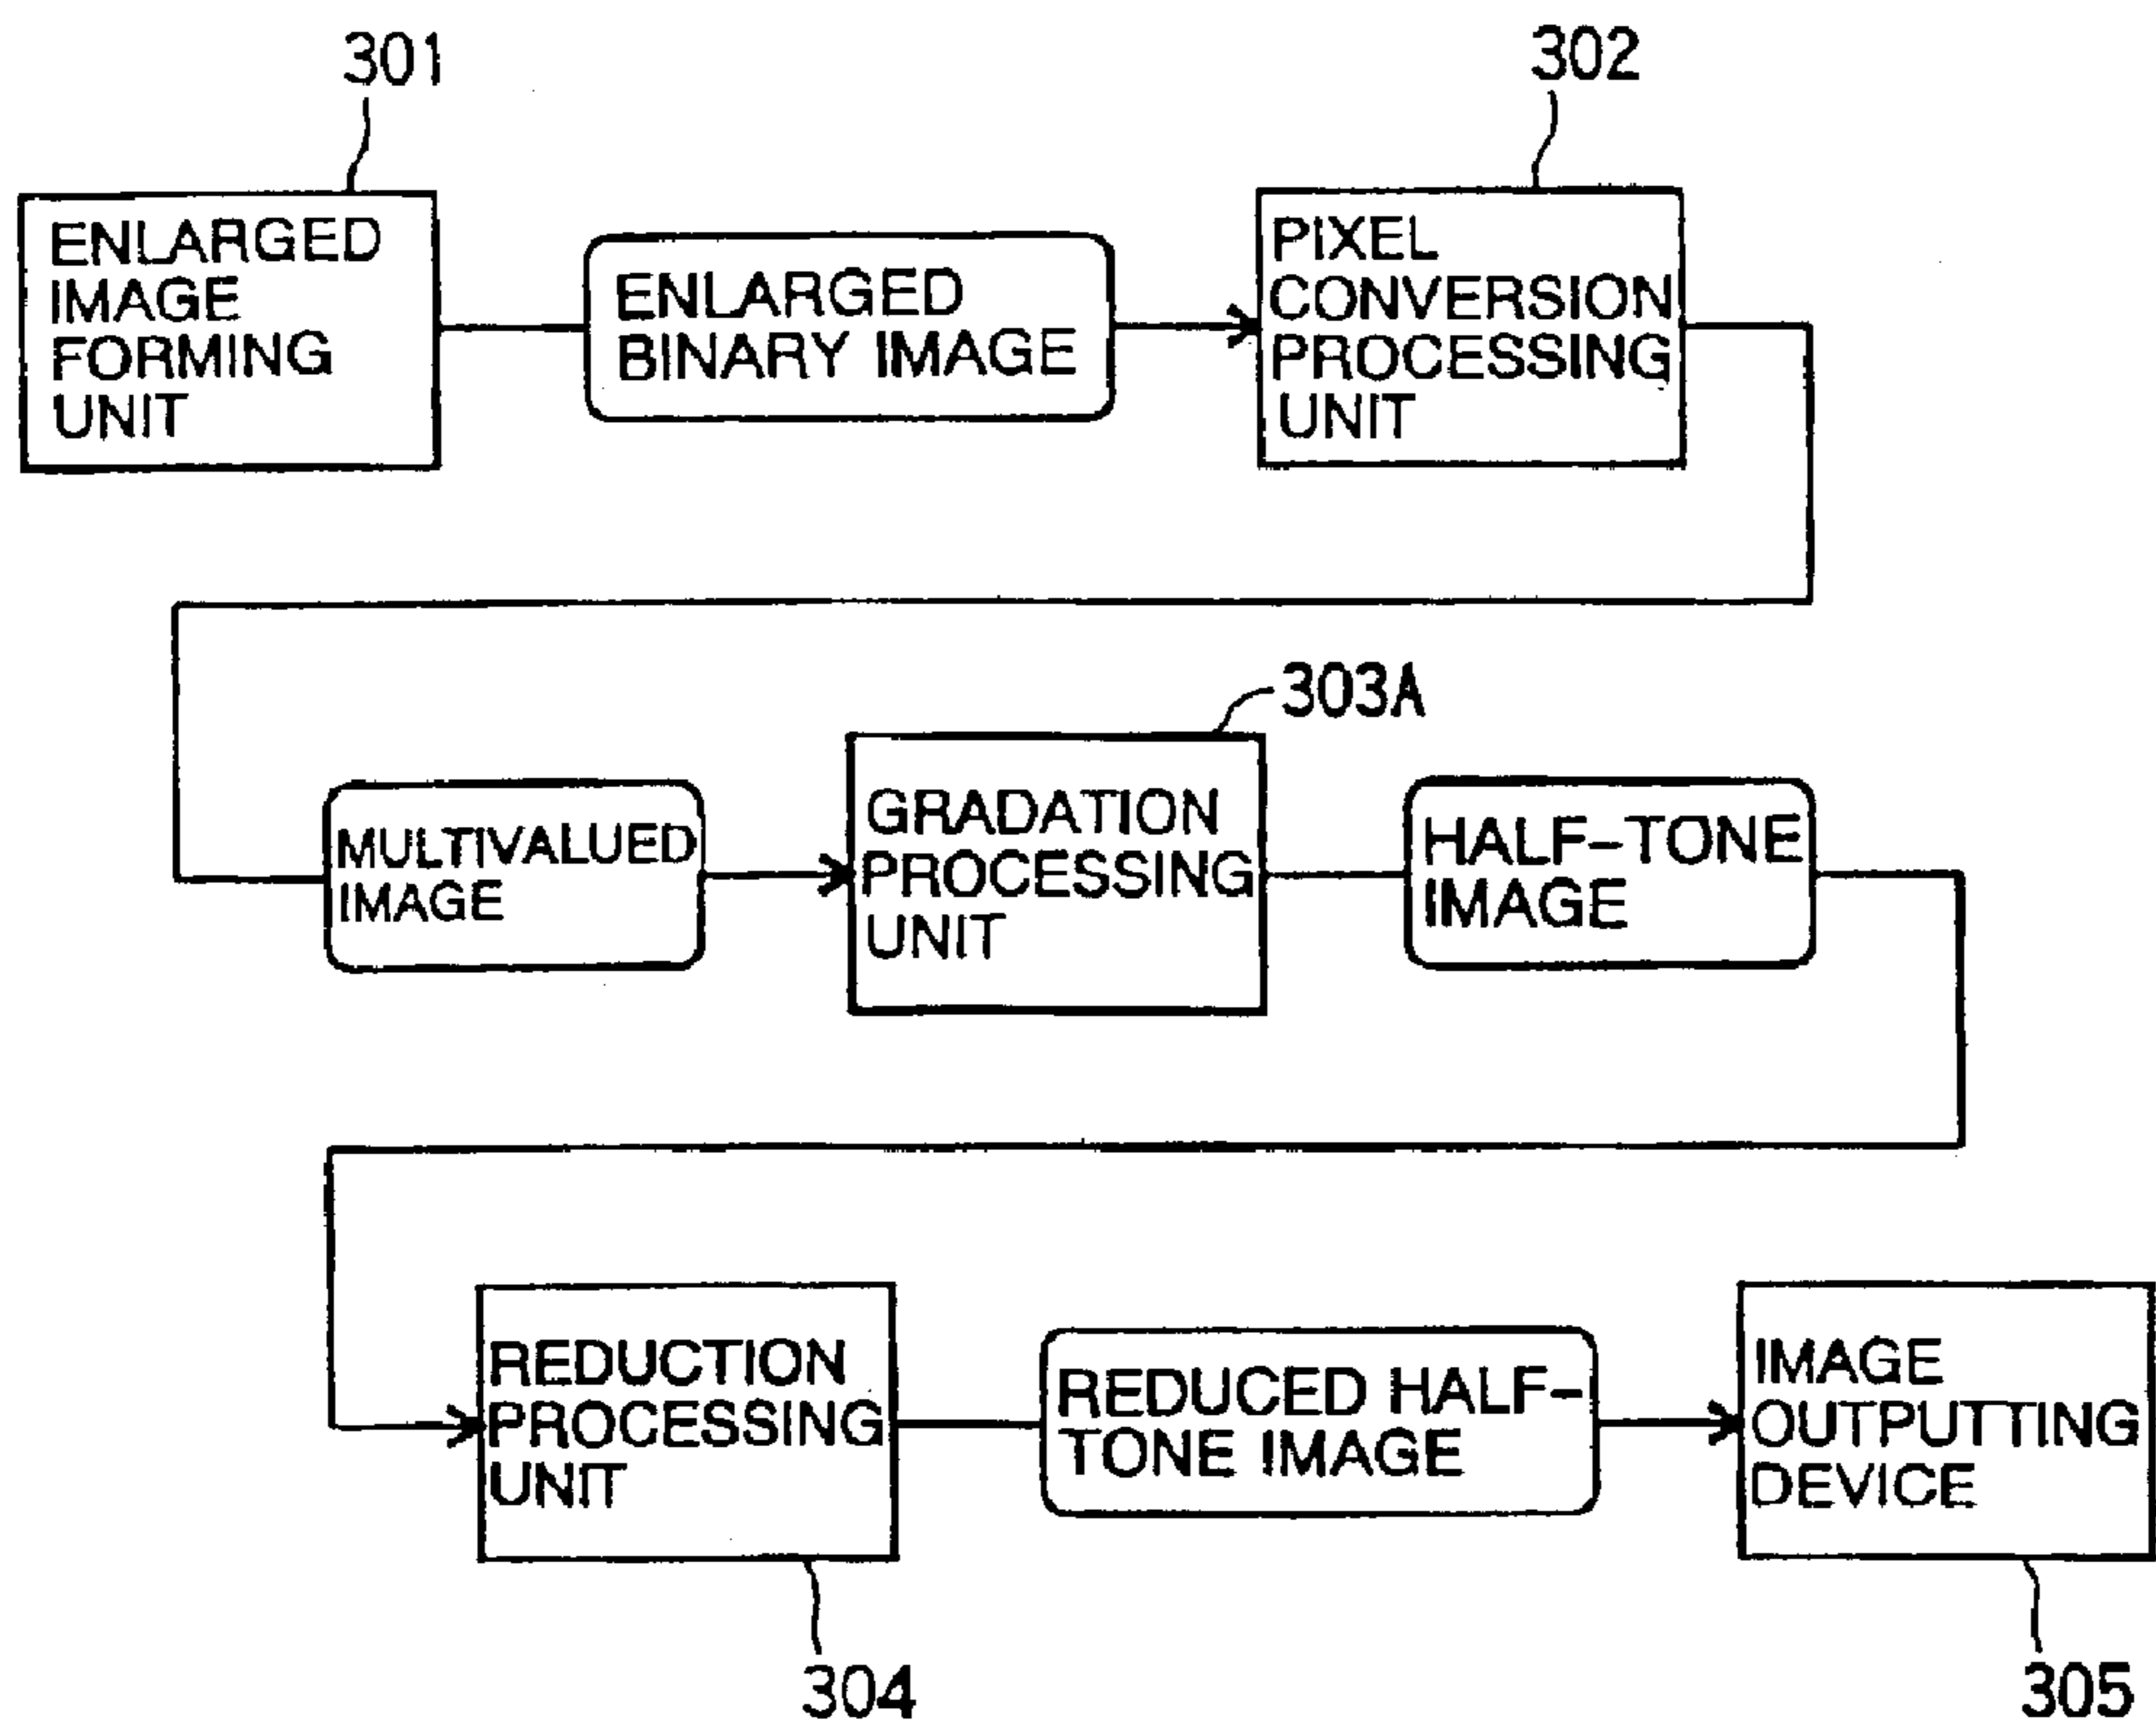 301
302
ENLARGED
IMAGE
FORMING
UNIT
ENLARGED
BINARY IMAGE
PIXEL
CONVERSION
PROCESSING
UNIT
303A
MULTIVALUED
IMAGE
GRADATION
PROCESSING
UNIT
HALF-TONE
IMAGE
REDUCTION
PROCESSING
UNIT
REDUCED HALF-
TONE IMAGE
IMAGE
OUTPUTTING
DEVICE
304
305